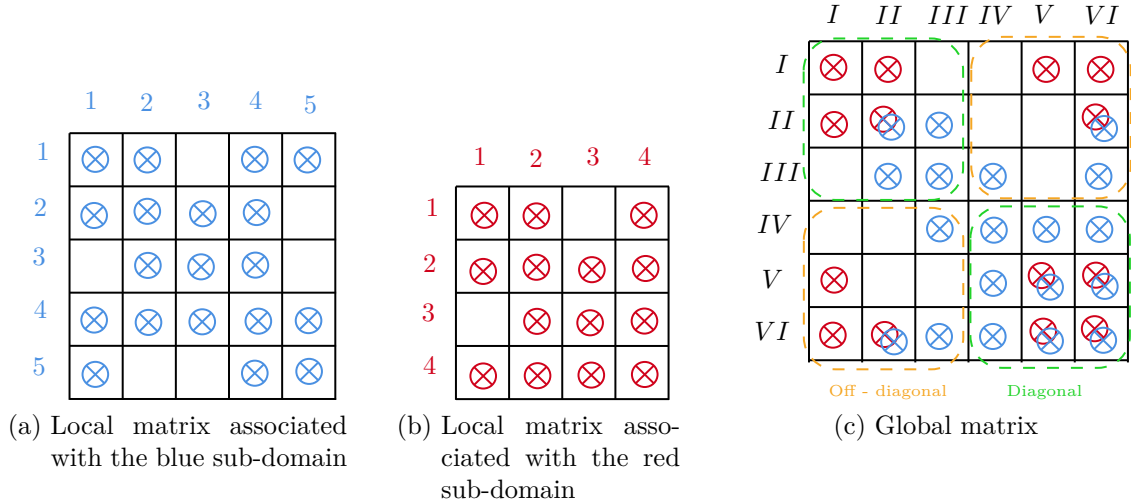 1 2 3 4 5
1
2
3
4
5
(a) Local matrix associated
with the blue sub-domain
1 2 3 4
1
2
3
4
(b) Local matrix asso-
ciated with the red
sub-domain
I II III IV V VI
I
II
III
IV
V
VI
Off - diagonal Diagonal
(c) Global matrix